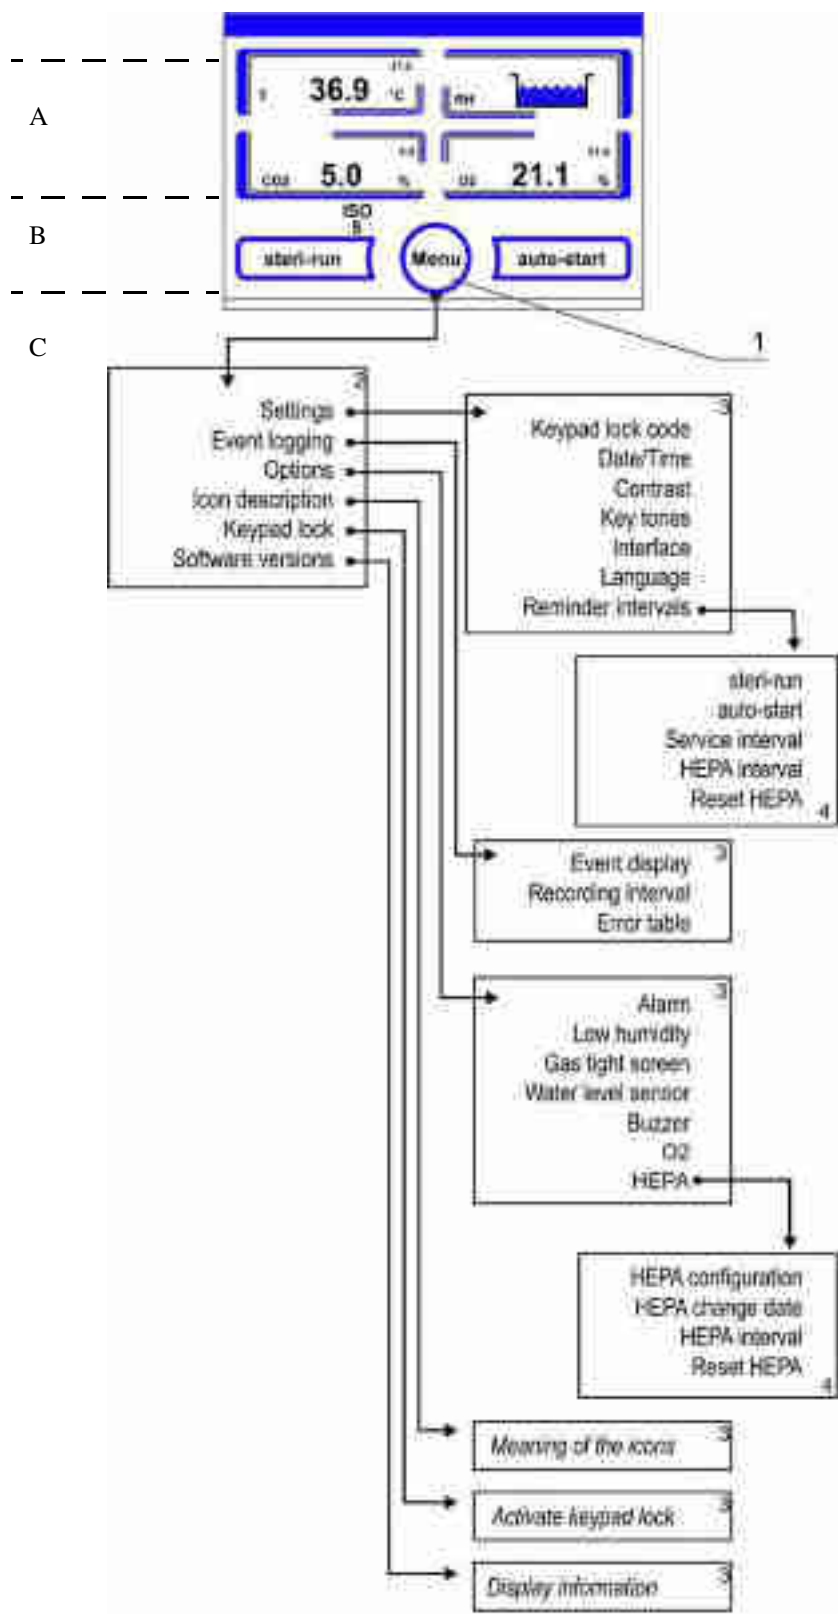 A
36.9 °C
rH
CO2 5.0 %
O2 21.1 %
ISO
5
B
steri-run
Menu
auto-start
1
C
2
Settings
Event logging
Options
Icon description
Keypad lock
Software versions
3
Keypad lock code
Date/Time
Contrast
Key tones
Interface
Language
Reminder intervals
steri-run
auto-start
Service interval
HEPA interval
Reset HEPA
4
3
Event display
Recording interval
Error table
3
Alarm
Low humidity
Gas tight screen
Water level sensor
Buzzer
O2
HEPA
HEPA configuration
HEPA change date
HEPA interval
Reset HEPA
4
3
Meaning of the icons
3
Activate keypad lock
3
Display information